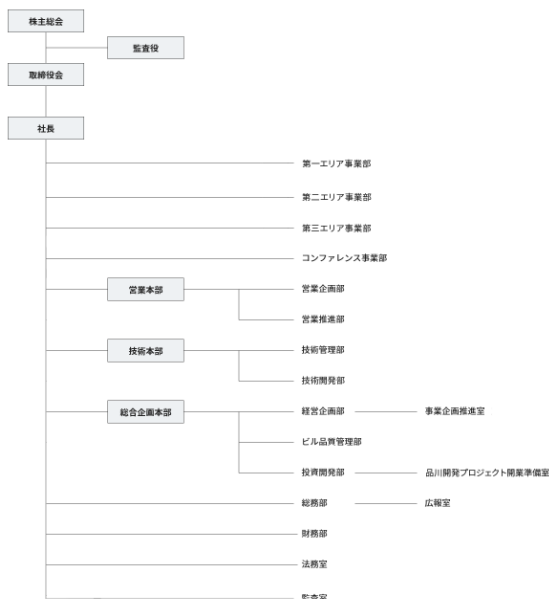 株主総会
監査役
取締役会
社長
第一エリア事業部
第二エリア事業部
第三エリア事業部
コンファレンス事業部
営業本部
営業企画部
営業推進部
技術本部
技術管理部
技術開発部
総合企画本部
経営企画部
事業企画推進室
ビル品質管理部
投資開発部
品川開発プロジェクト開業準備室
総務部
広報室
財務部
法務室
監査室